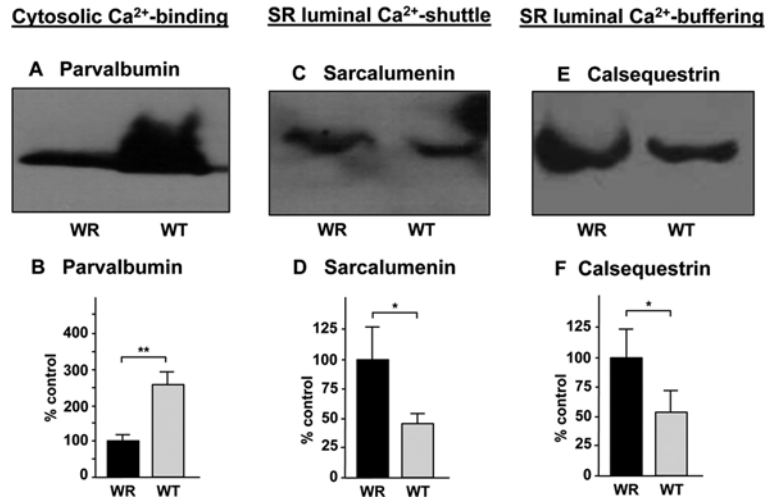 Cytosolic Ca²⁺-binding
SR luminal Ca²⁺-shuttle
SR luminal Ca²⁺-buffering
A Parvalbumin
C Sarcalumenin
E Calsequestrin
WR WT
WR WT
WR WT
B Parvalbumin
D Sarcalumenin
F Calsequestrin
% control
400
300
200
100
0
**
WR WT
% control
125
100
75
50
25
0
*
WR WT
% control
125
100
75
50
25
0
*
WR WT